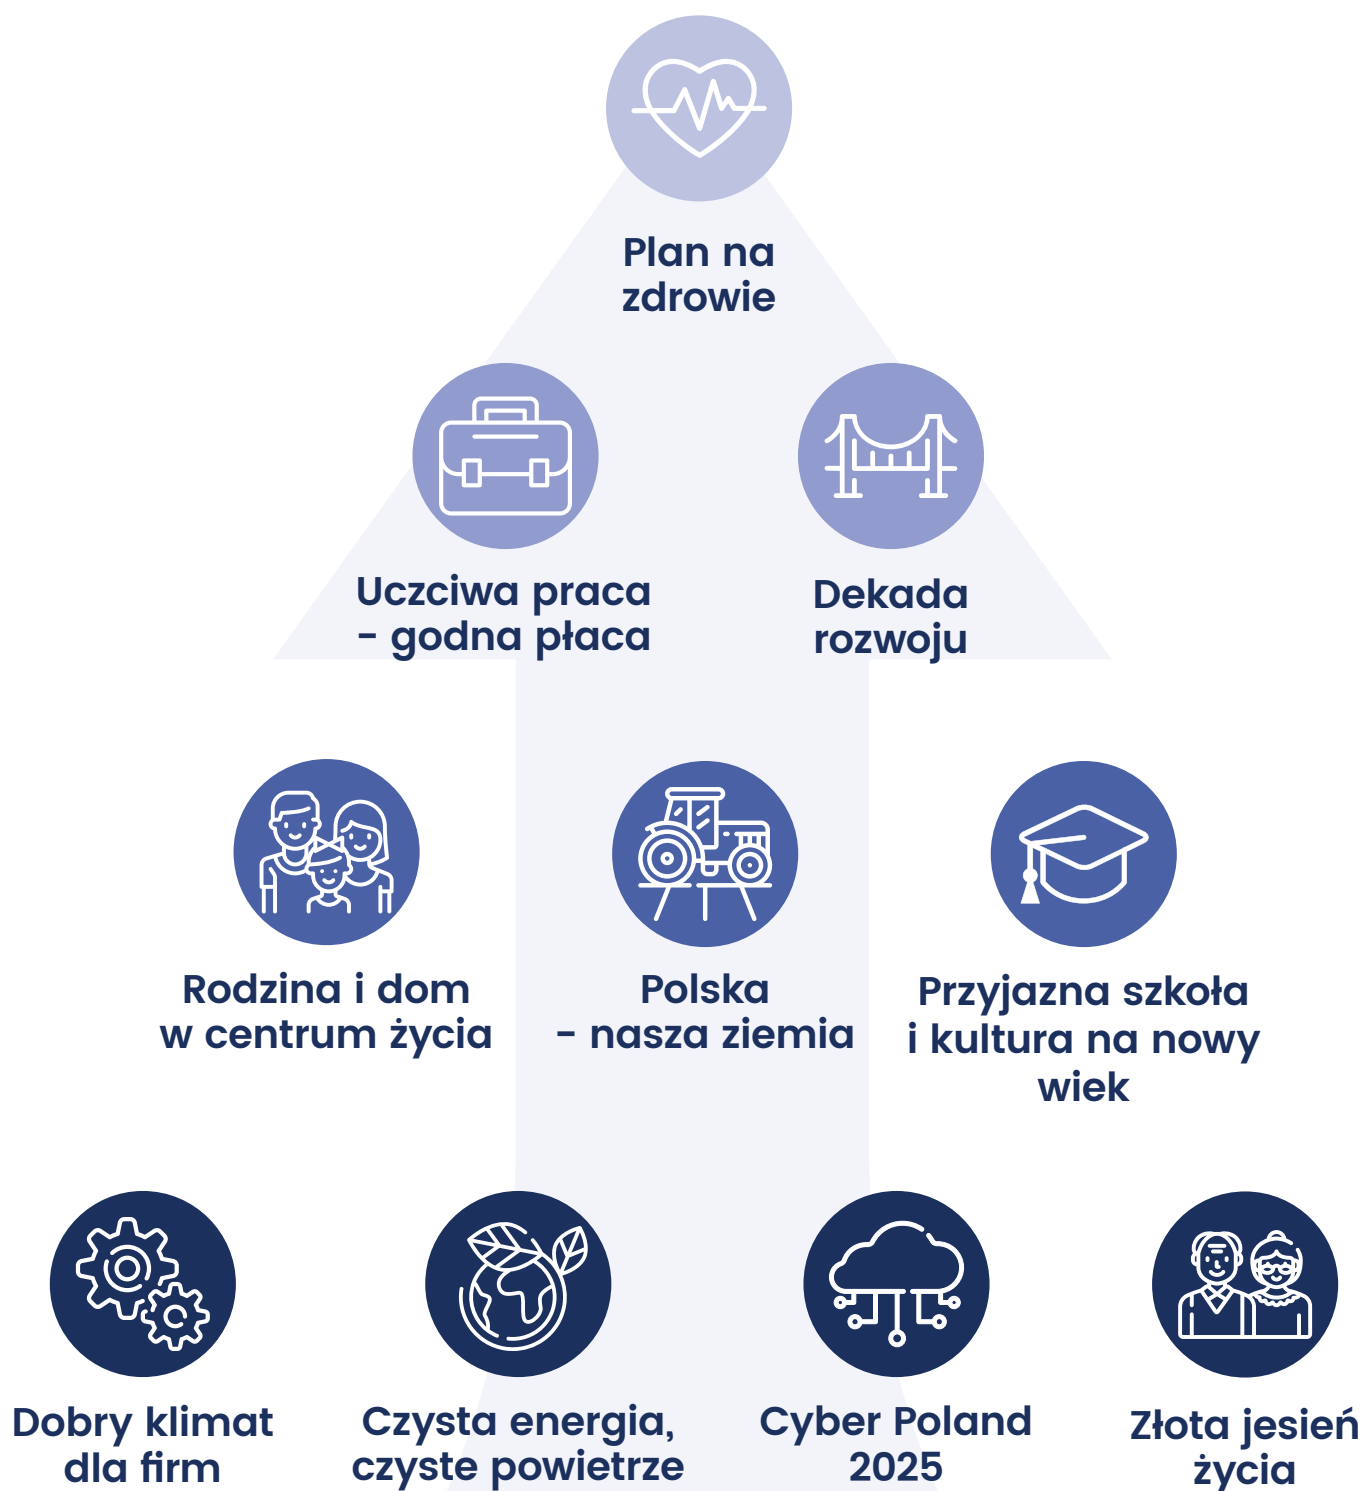 Plan na
zdrowie
Uczciwa praca
- godna płaca
Dekada
rozwoju
Rodzina i dom
w centrum życia
Polska
- nasza ziemia
Przyjazna szkoła
i kultura na nowy
wiek
Dobry klimat
dla firm
Czysta energia,
czyste powietrze
Cyber Poland
2025
Złota jesień
życia